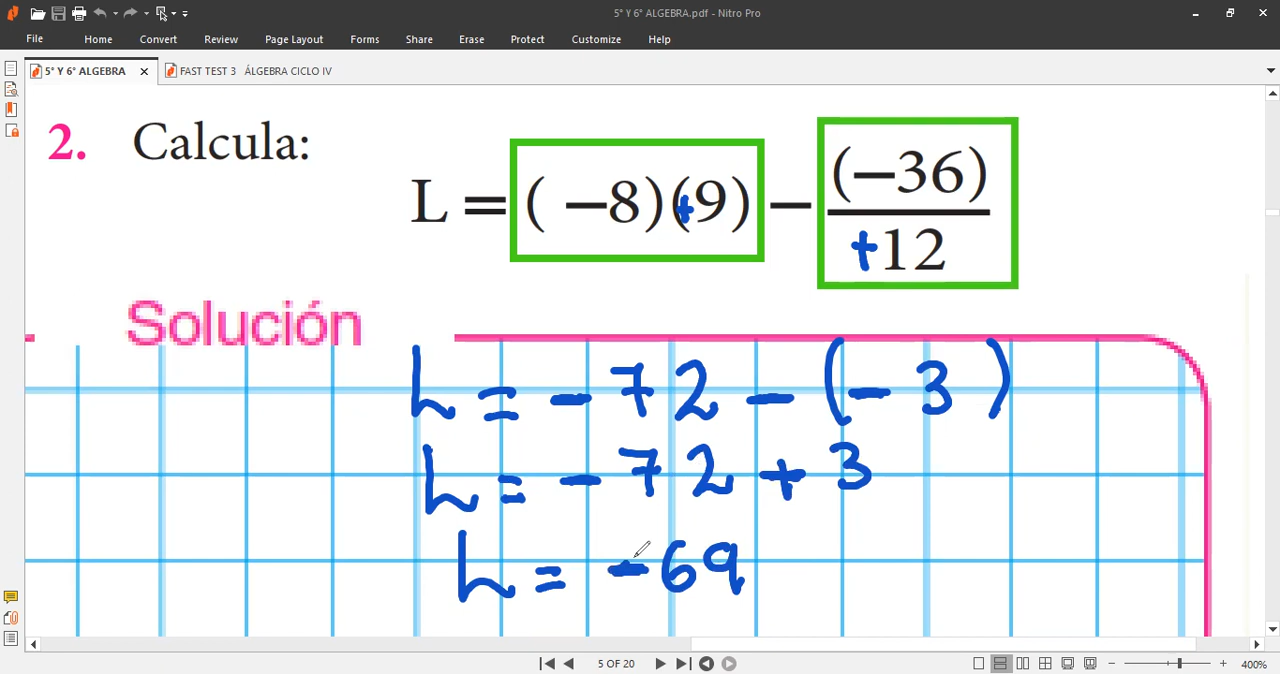 5° Y 6° ALGEBRA.pdf - Nitro Pro
File Home Convert Review Page Layout Forms Share Erase Protect Customize Help
5° Y 6° ALGEBRA FAST TEST 3 ÁLGEBRA CICLO IV
2. Calcula:
L = ( −8)(+9) − (−36)
+12
Solución
L = - 72 - (- 3)
L = - 72 + 3
L = - 69
5 OF 20 400%